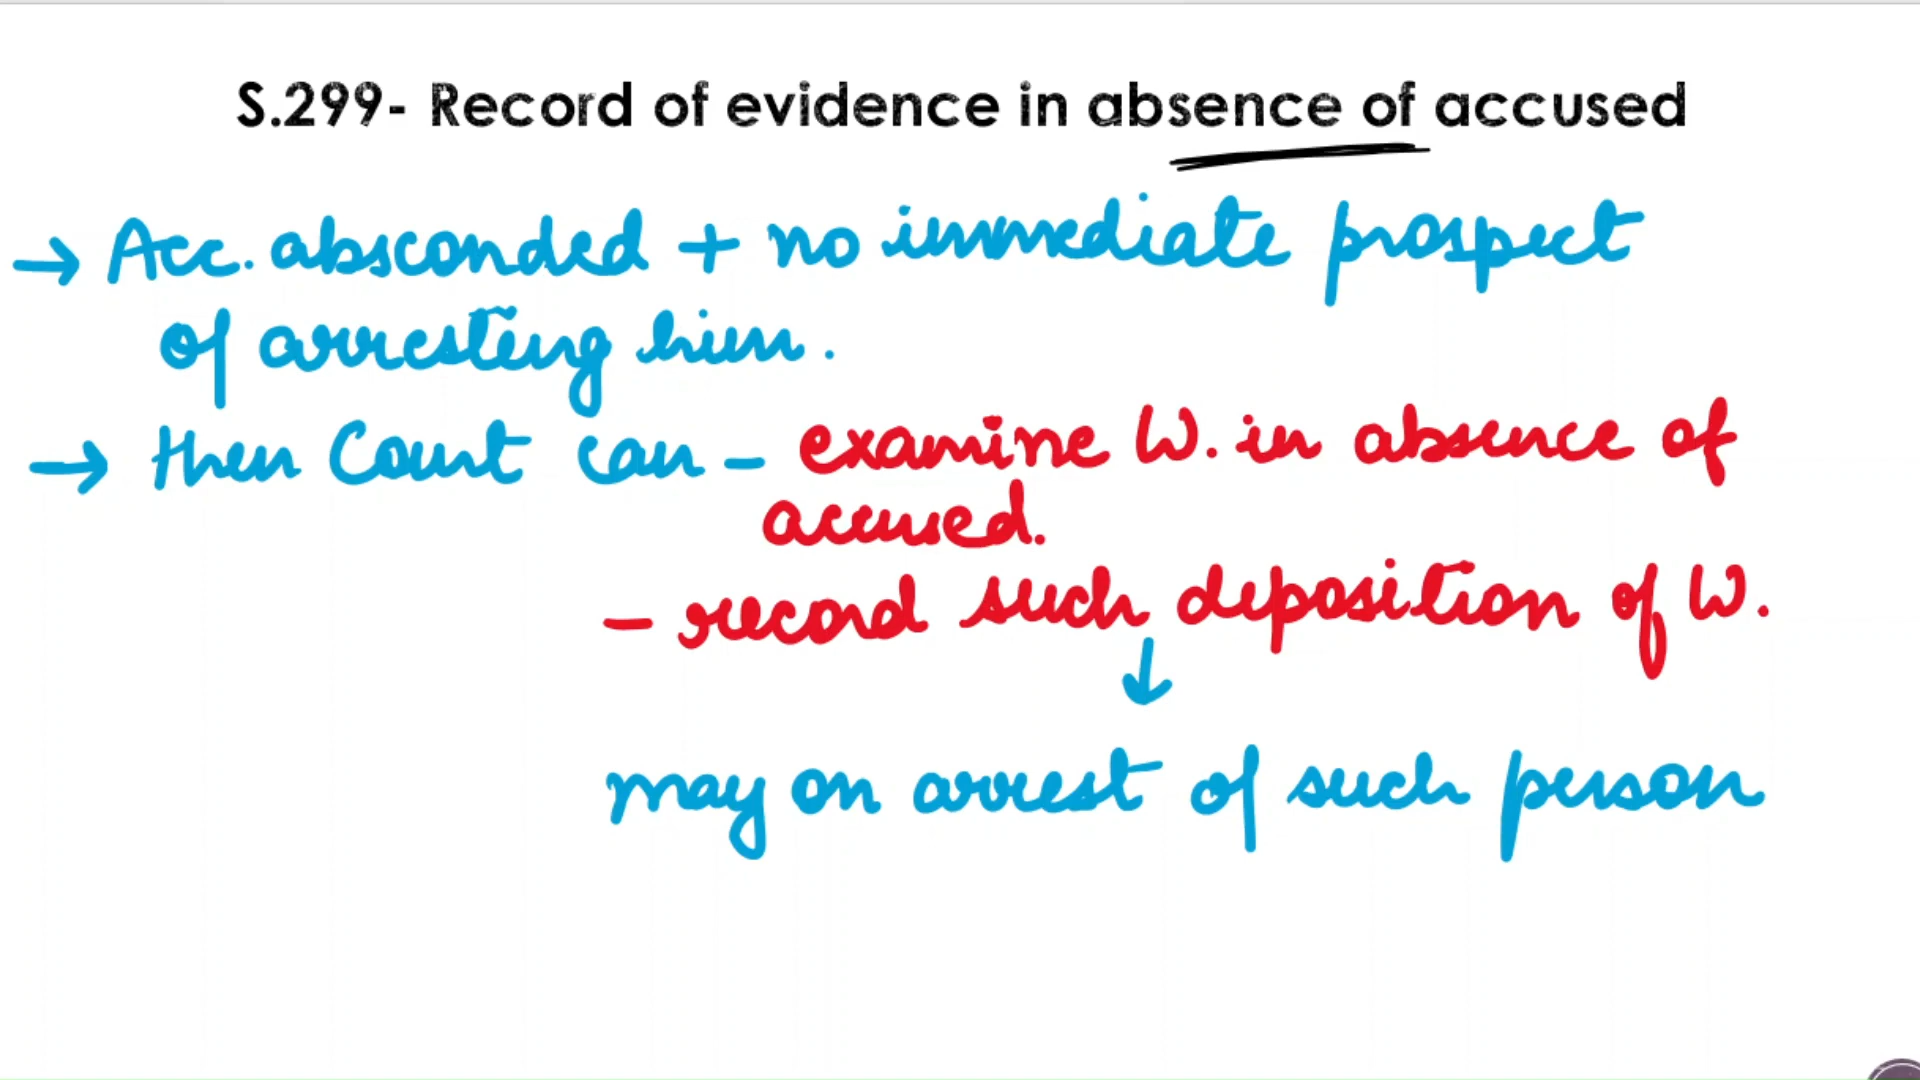 S.299- Record of evidence in absence of accused
→ Acc. absconded + no immediate prospect
of arresting him.
→ then Court can - examine W. in absence of
accused.
- record such deposition of W.
↓
may on arrest of such person